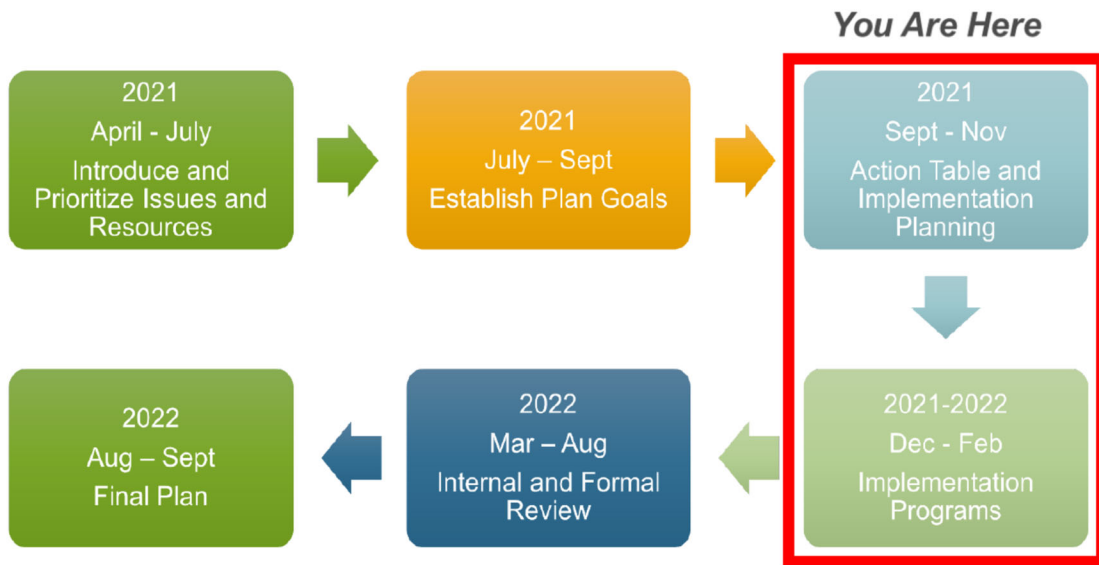 You Are Here
2021
April - July
Introduce and
Prioritize Issues and
Resources
2021
July – Sept
Establish Plan Goals
2021
Sept - Nov
Action Table and
Implementation
Planning
2021-2022
Dec - Feb
Implementation
Programs
2022
Mar – Aug
Internal and Formal
Review
2022
Aug – Sept
Final Plan